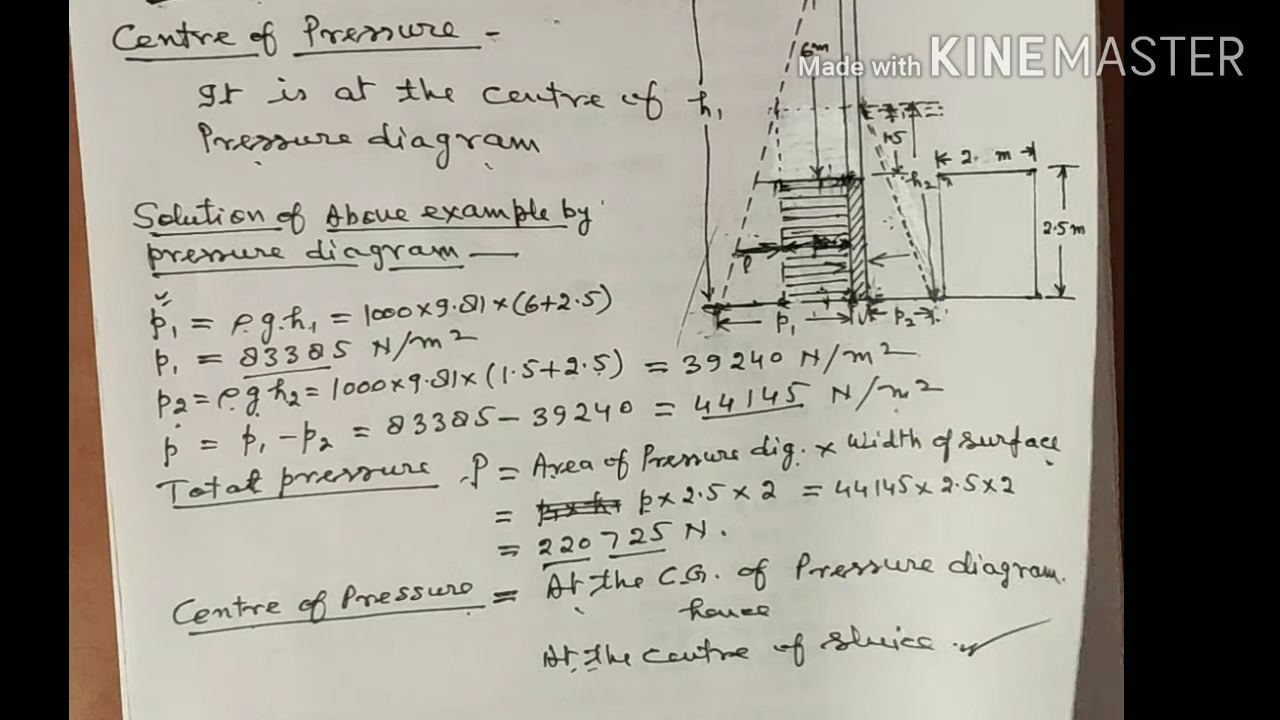 Centre of Pressure -
It is at the centre of
Pressure diagram
Made with KINEMASTER
6m
h₁
1.5
2. m
h₂
2.5m
P
p₁
p₂
Solution of Above example by
pressure diagram —
p₁ = ρ.g.h₁ = 1000×9.81×(6+2.5)
p₁ = 83385 N/m²
p₂ = ρg h₂ = 1000×9.81×(1.5+2.5) = 39240 N/m²
p = p₁ - p₂ = 83385 - 39240 = 44145 N/m²
Total pressure P = Area of Pressure dig. × Width of surface
= p × 2.5 × 2 = 44145 × 2.5 × 2
= 220725 N.
Centre of Pressure = At the C.G. of Pressure diagram.
hence
At the centre of sluice